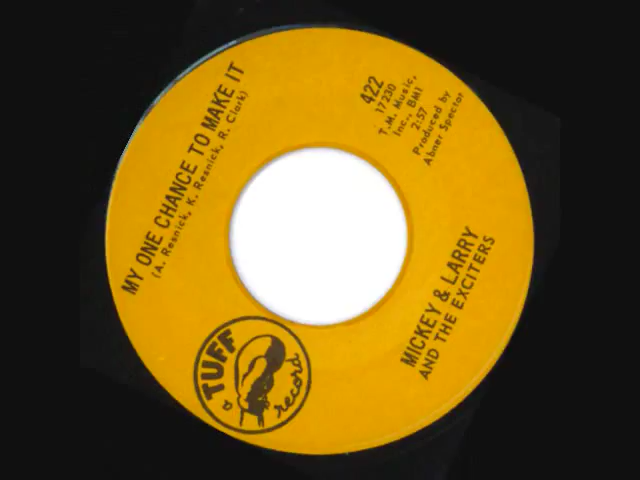 MY ONE CHANCE TO MAKE IT
(A. Resnick, K. Resnick, R. Clark)
422
17230
T.M. Music,
Inc., BMI
2:57
Produced by
Abner Spector
MICKEY & LARRY
AND THE EXCITERS
TUFF
a
record